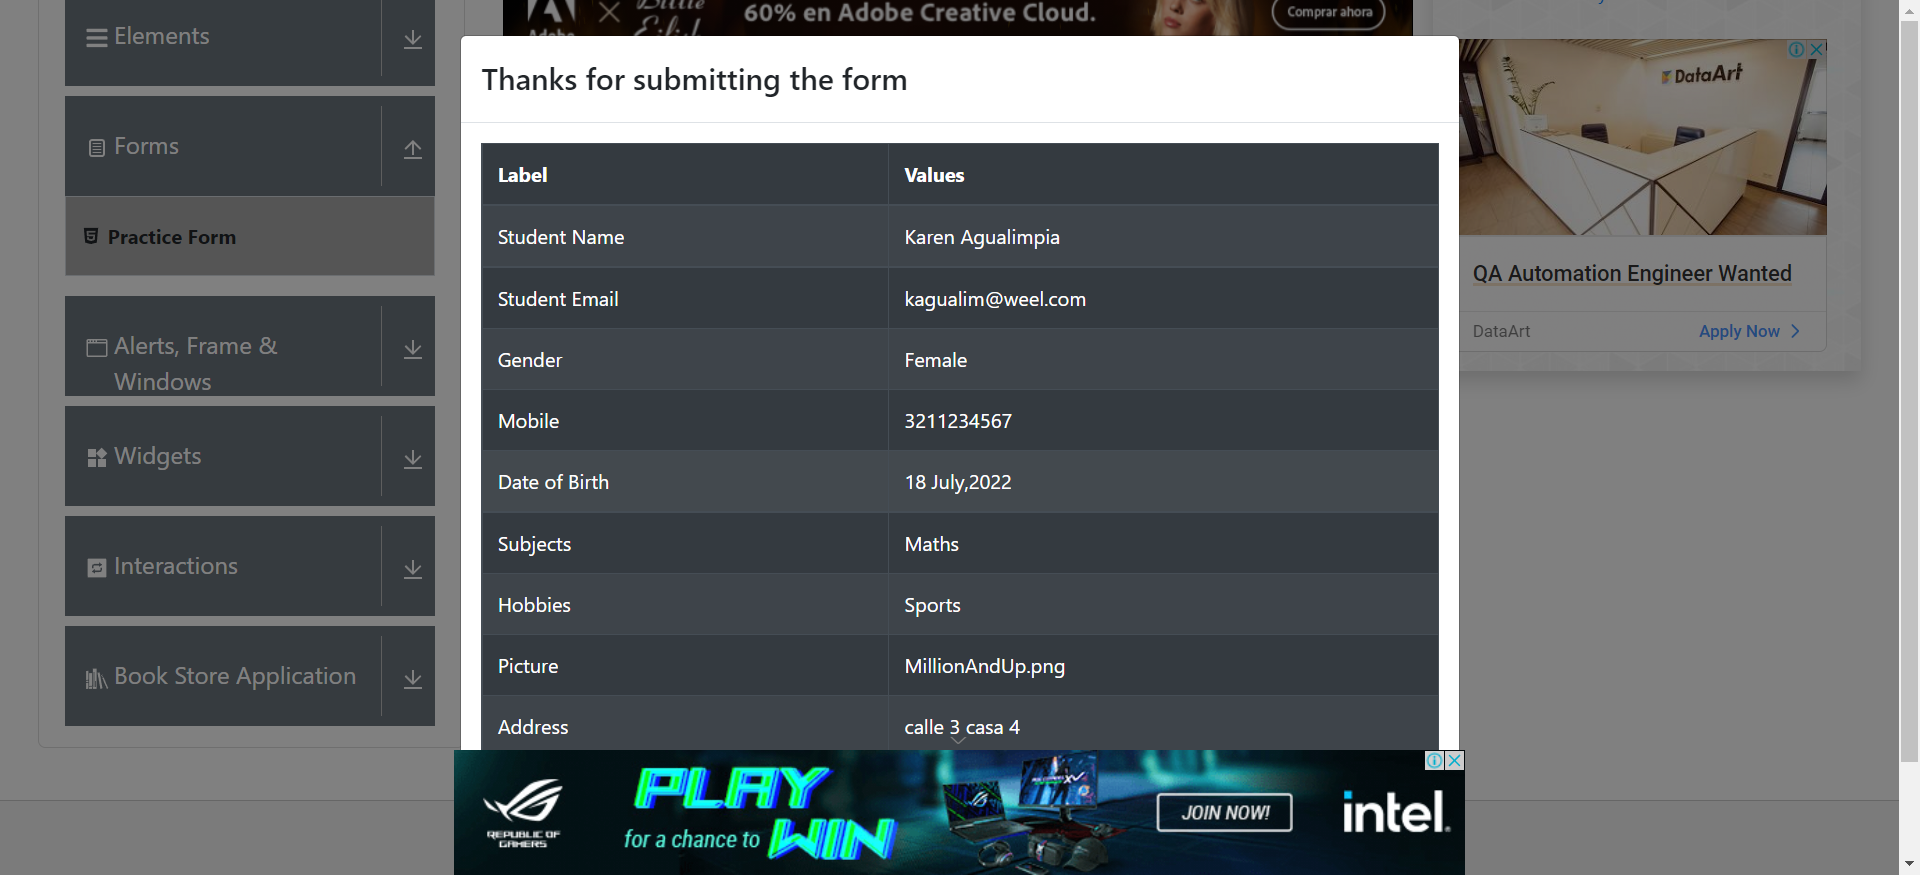 Elements
Forms
Practice Form
Alerts, Frame &
Windows
Widgets
Interactions
Book Store Application
60% en Adobe Creative Cloud.
Comprar ahora
Thanks for submitting the form
Label Values
Student Name Karen Agualimpia
Student Email kagualim@weel.com
Gender Female
Mobile 3211234567
Date of Birth 18 July,2022
Subjects Maths
Hobbies Sports
Picture MillionAndUp.png
Address calle 3 casa 4
DataArt
QA Automation Engineer Wanted
DataArt Apply Now
REPUBLIC OF
GAMERS
PLAY
for a chance to WIN
JOIN NOW!
intel.